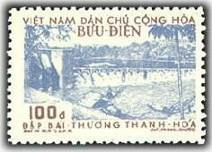 VIỆT NAM DÂN CHỦ CỘNG HÒA
BƯU-ĐIỆN
100đ
ĐẬP BÁI-THƯỢNG THANH-HÓA